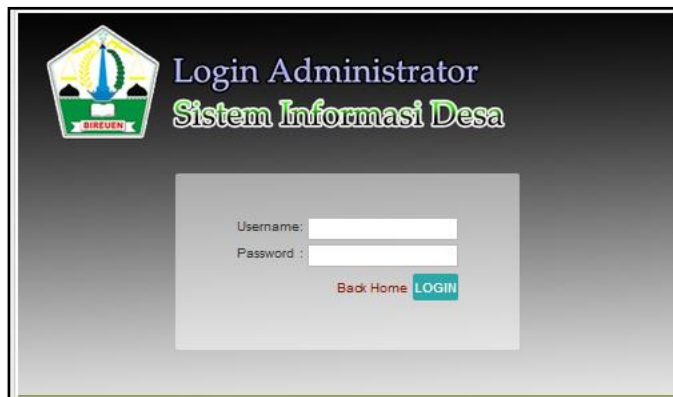 BIREUEN
Login Administrator
Sistem Informasi Desa
Username:
Password :
Back Home LOGIN